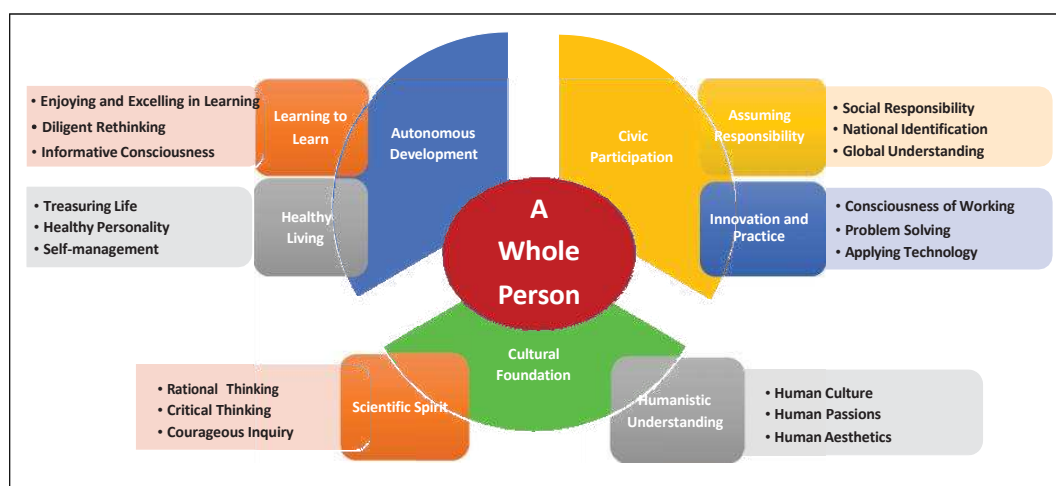 • Enjoying and Excelling in Learning
• Diligent Rethinking
• Informative Consciousness
Learning to
Learn
Autonomous
Development
• Treasuring Life
• Healthy Personality
• Self-management
Healthy
Living
Civic
Participation
Assuming
Responsibility
• Social Responsibility
• National Identification
• Global Understanding
Innovation and
Practice
• Consciousness of Working
• Problem Solving
• Applying Technology
A
Whole
Person
Cultural
Foundation
• Rational Thinking
• Critical Thinking
• Courageous Inquiry
Scientific Spirit
Humanistic
Understanding
• Human Culture
• Human Passions
• Human Aesthetics